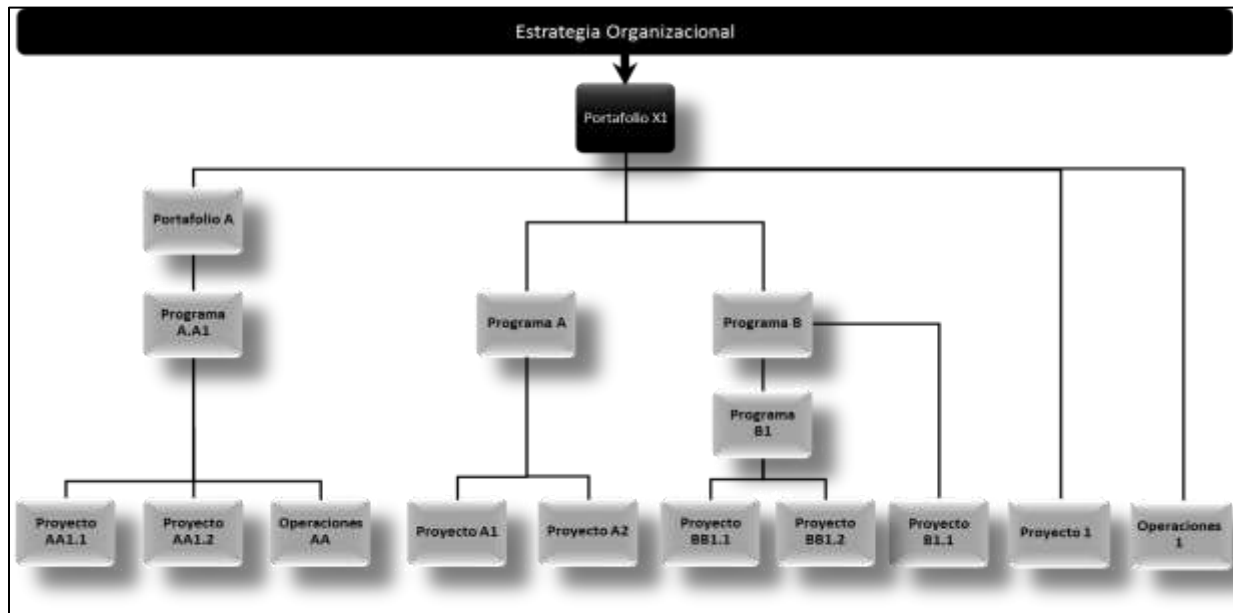 Estrategia Organizacional
Portafolio X1
Portafolio A
Programa
A.A1
Programa A
Programa B
Programa
B1
Proyecto
AA1.1
Proyecto
AA1.2
Operaciones
AA
Proyecto A1
Proyecto A2
Proyecto
BB1.1
Proyecto
BB1.2
Proyecto
B1.1
Proyecto 1
Operaciones
1